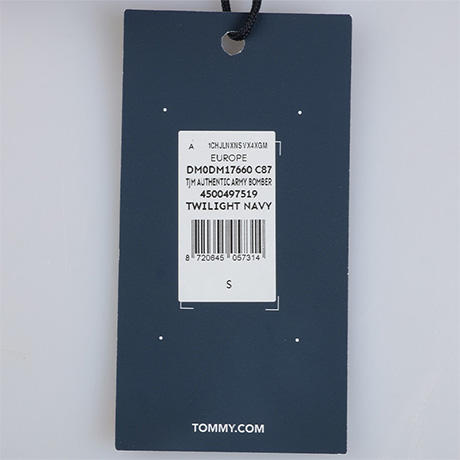 A 1CHJLNXNSVX4XGM
EUROPE
DM0DM17660 C87
TJM AUTHENTIC ARMY BOMBER
4500497519
TWILIGHT NAVY
8 720645 057314
S
TOMMY.COM